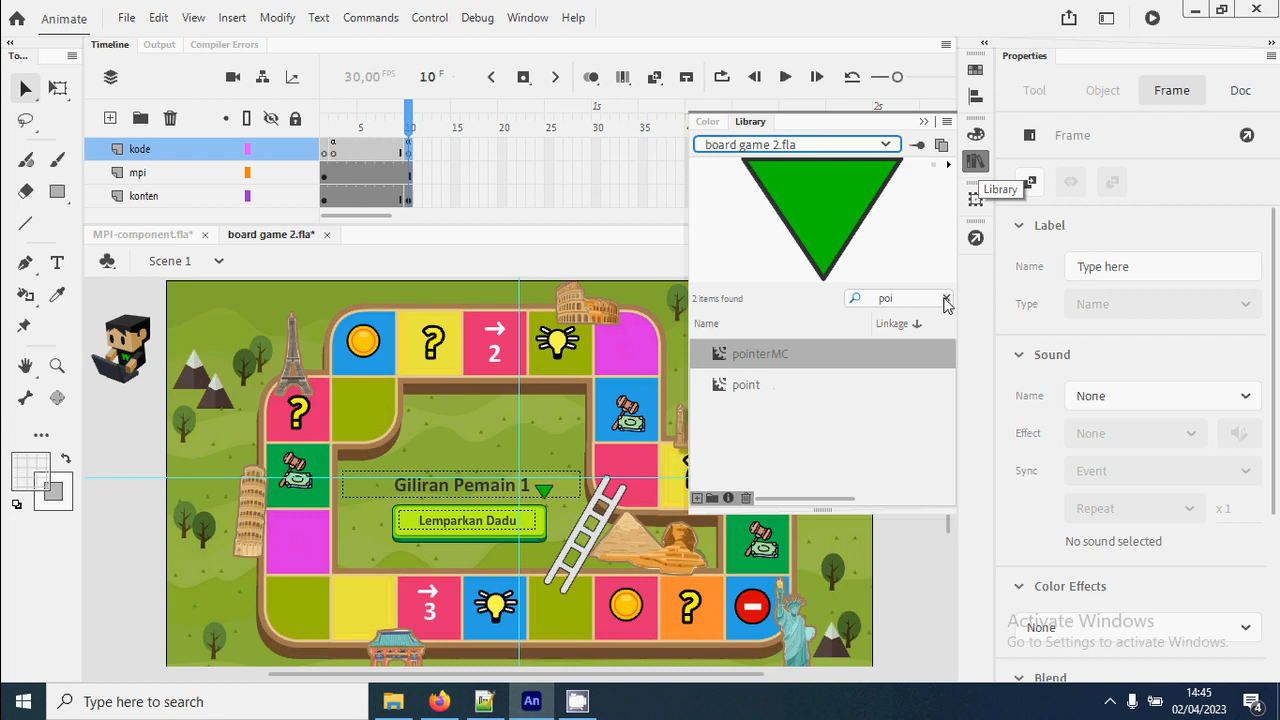 Animate File Edit View Insert Modify Text Commands Control Debug Window Help
To... Timeline Output Compiler Errors Properties
30,00 FPS 10 F
Tool Object Frame Doc
1s 2s
5 10 15 20 25 30 35
Color Library
board game 2.fla
Frame
kode
mpi
konten
Library
MPI-component.fla* board game 2.fla*
Label
Scene 1
Name Type here
Type Name
2 items found poi
Name Linkage
pointerMC
point
Sound
Name None
Effect None
Sync Event
Repeat x 1
No sound selected
? → 2
?
Giliran Pemain 1
Lemparkan Dadu
→ 3
?
Color Effects
None
Activate Windows
Go to Settings to activate Windows.
Blend
Type here to search
An
14:45
02/04/2023
4